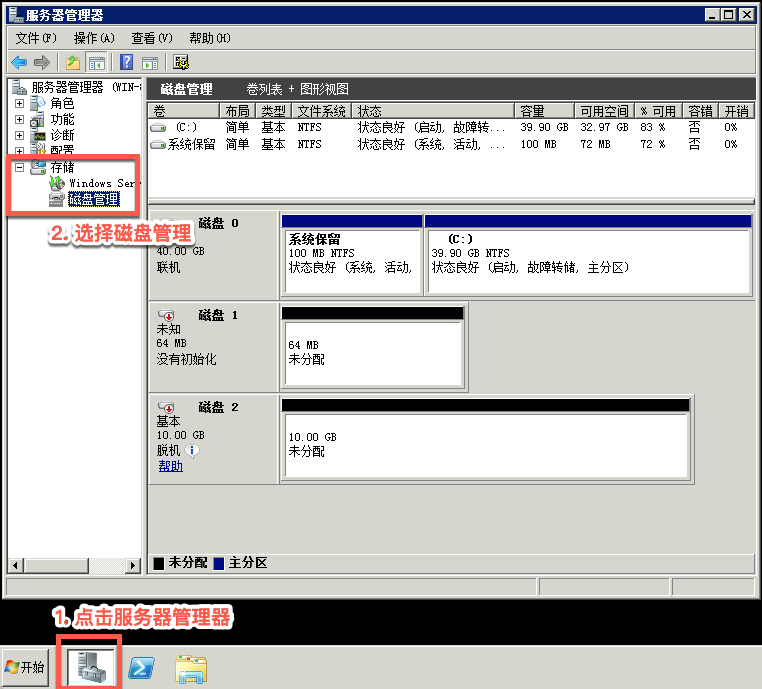 服务器管理器
文件(F) 操作(A) 查看(V) 帮助(H)
服务器管理器 (WIN-
角色
功能
诊断
配置
存储
Windows Serv
磁盘管理
2. 选择磁盘管理
磁盘管理 卷列表 + 图形视图
卷 布局 类型 文件系统 状态 容量 可用空间 % 可用 容错 开销
(C:) 简单 基本 NTFS 状态良好 (启动, 故障转... 39.90 GB 32.97 GB 83 % 否 0%
系统保留 简单 基本 NTFS 状态良好 (系统, 活动, ... 100 MB 72 MB 72 % 否 0%
磁盘 0
40.00 GB
联机
系统保留
100 MB NTFS
状态良好 (系统, 活动,
(C:)
39.90 GB NTFS
状态良好 (启动, 故障转储, 主分区)
磁盘 1
未知
64 MB
没有初始化
64 MB
未分配
磁盘 2
基本
10.00 GB
脱机
帮助
10.00 GB
未分配
未分配 主分区
1. 点击服务器管理器
开始